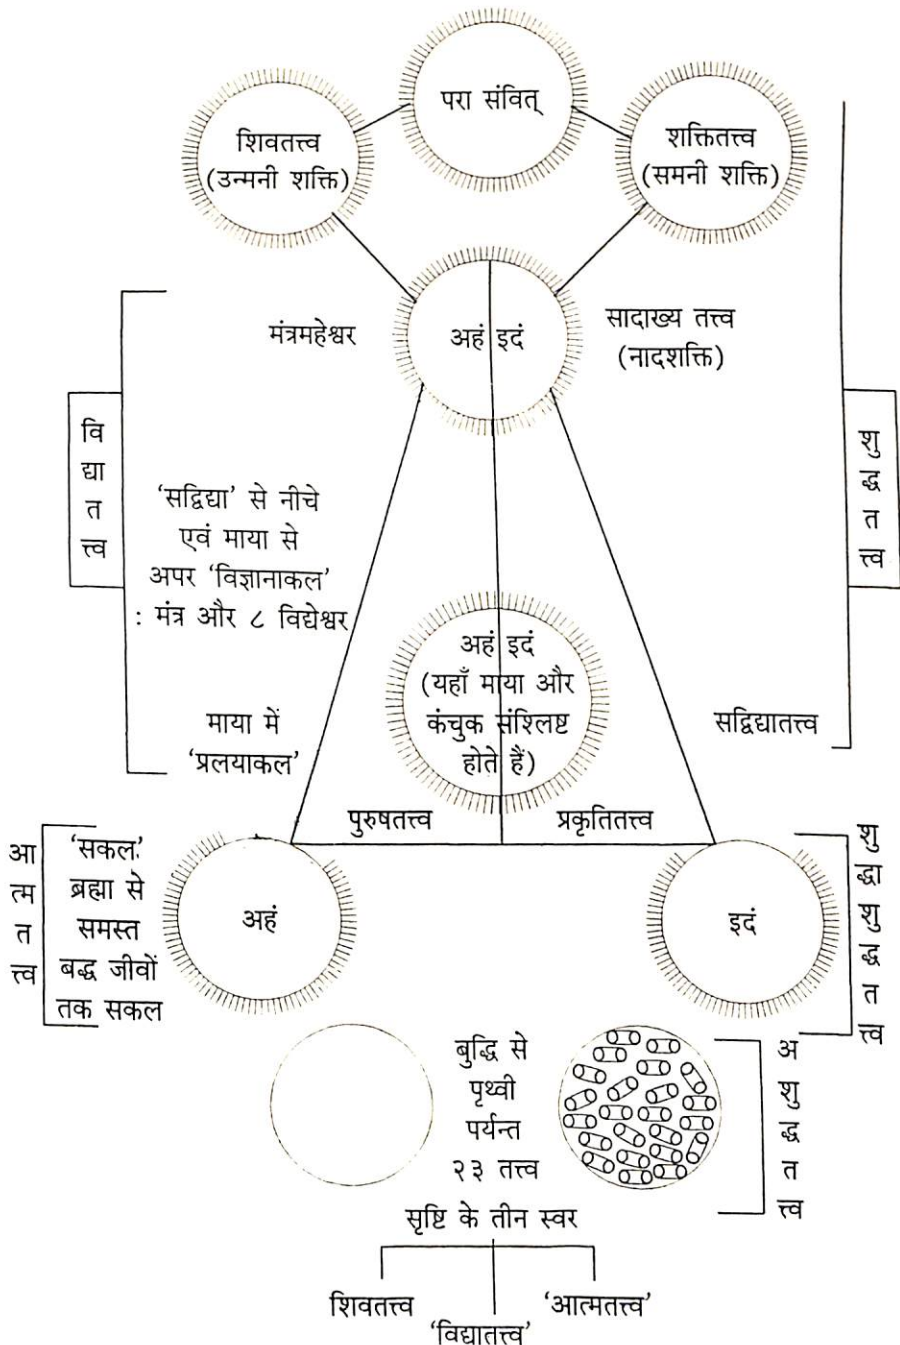 परा संवित्
शिवतत्त्व
(उन्मनी शक्ति)
शक्तितत्त्व
(समनी शक्ति)
मंत्रमहेश्वर
अहं इदं
सादाख्य तत्त्व
(नादशक्ति)
वि
द्या
त
त्त्व
शु
द्ध
त
त्त्व
‘सद्विद्या’ से नीचे
एवं माया से
अपर ‘विज्ञानाकल’
: मंत्र और ८ विद्येश्वर
अहं इदं
(यहाँ माया और
कंचुक संश्लिष्ट
होते हैं)
माया में
‘प्रलयाकल’
सद्विद्यातत्त्व
पुरुषतत्त्व
प्रकृतितत्त्व
आ
त्म
त
त्त्व
‘सकल’
ब्रह्मा से
समस्त
बद्ध जीवों
तक सकल
अहं
इदं
शु
द्धा
शु
द्ध
त
त्त्व
बुद्धि से
पृथ्वी
पर्यन्त
२३ तत्त्व
अ
शु
द्ध
त
त्त्व
सृष्टि के तीन स्वर
शिवतत्त्व
‘विद्यातत्त्व’
‘आत्मतत्त्व’